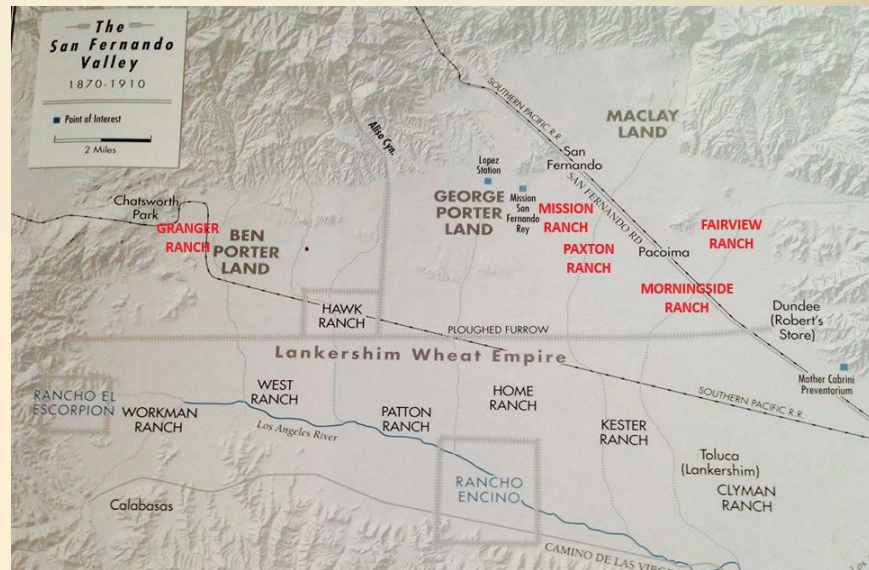 The
San Fernando
Valley
1870-1910
Point of Interest
2 Miles
SOUTHERN PACIFIC R.R.
MACLAY
LAND
Aliso Cyn.
San
Fernando
Lopez
Station
Chatsworth
Park
GRANGER
RANCH
BEN
PORTER
LAND
GEORGE
PORTER
LAND
Mission
San
Fernando
Rey
MISSION
RANCH
SAN FERNANDO RD.
FAIRVIEW
RANCH
PAXTON
RANCH
Pacoima
MORNINGSIDE
RANCH
HAWK
RANCH
Dundee
(Robert's
Store)
PLOUGHED FURROW
Lankershim Wheat Empire
Mother Cabrini
Preventorium
RANCHO EL
ESCORPION
WEST
RANCH
HOME
RANCH
SOUTHERN PACIFIC R.R.
WORKMAN
RANCH
Los Angeles River
PATTON
RANCH
KESTER
RANCH
Toluca
(Lankershim)
RANCHO
ENCINO
CLYMAN
RANCH
Calabasas
CAMINO DE LAS